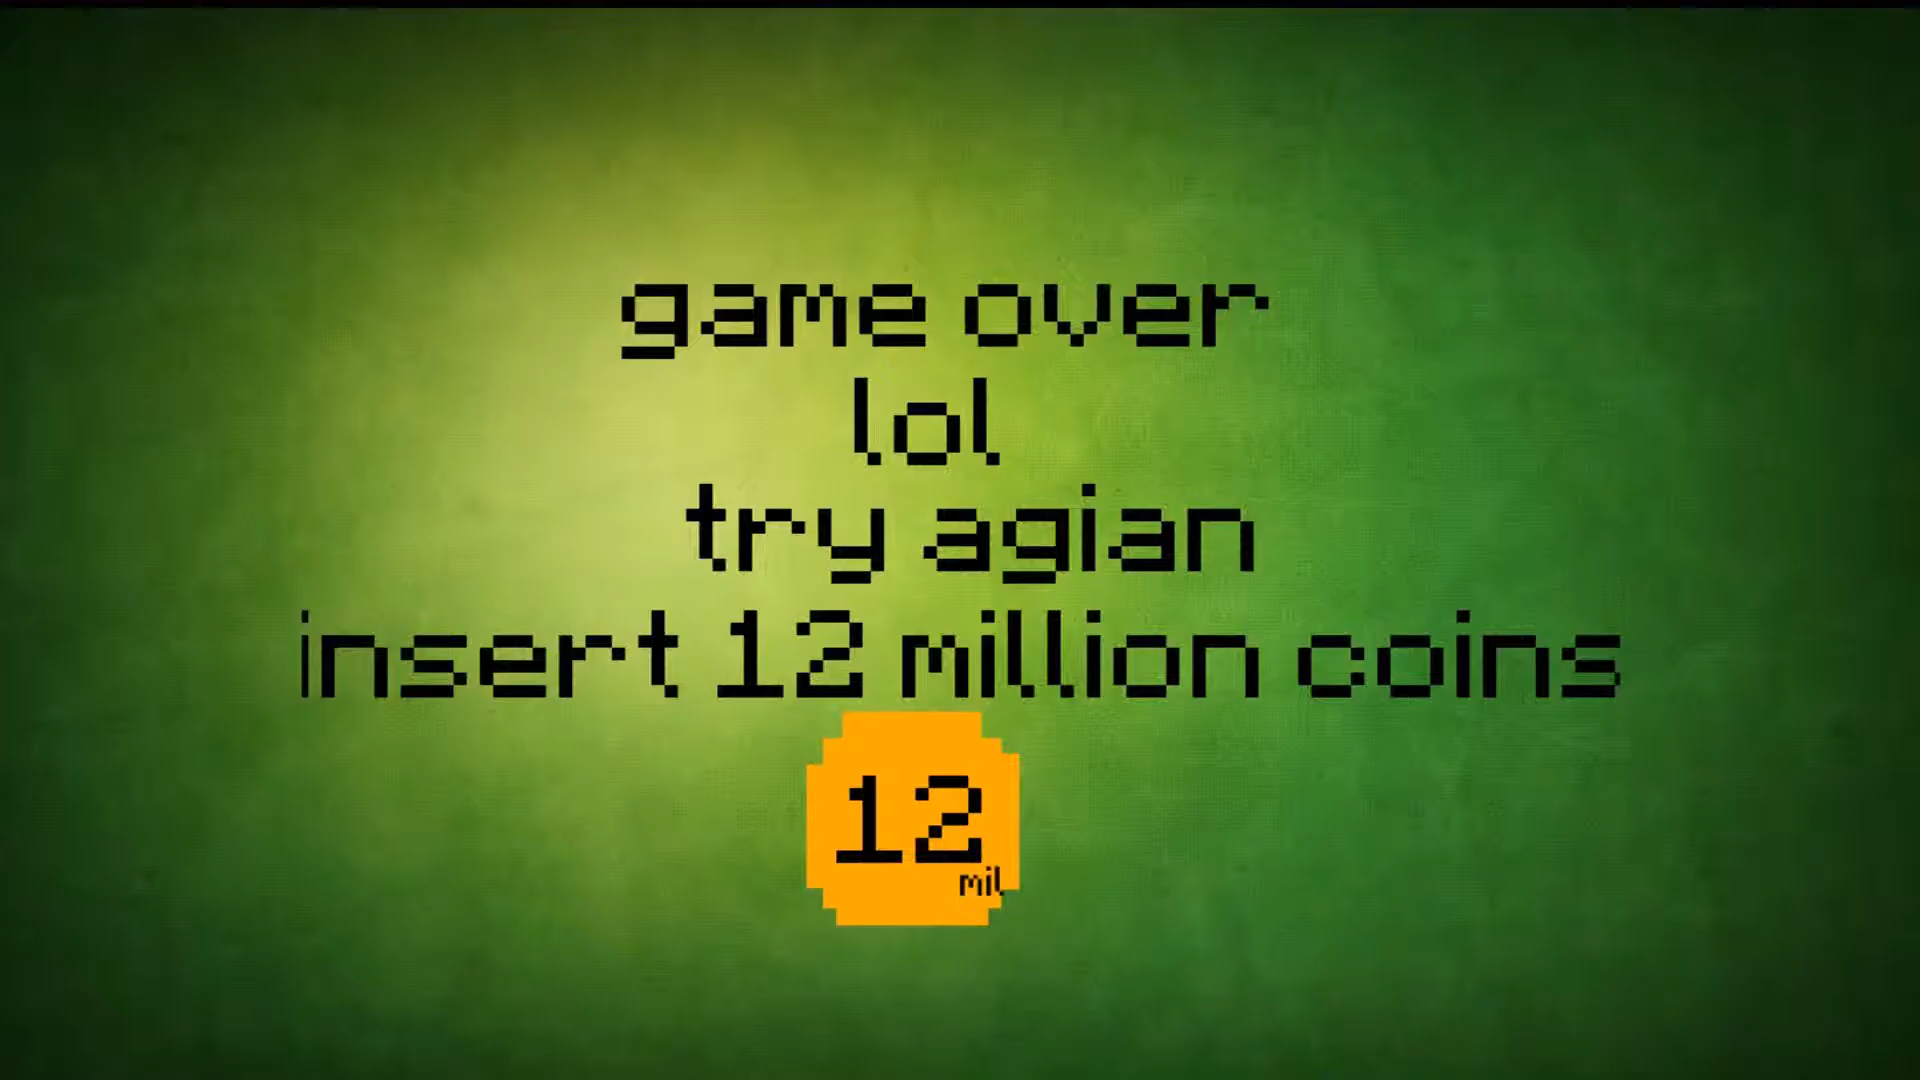 game over
lol
try agian
insert 12 million coins
12
mil